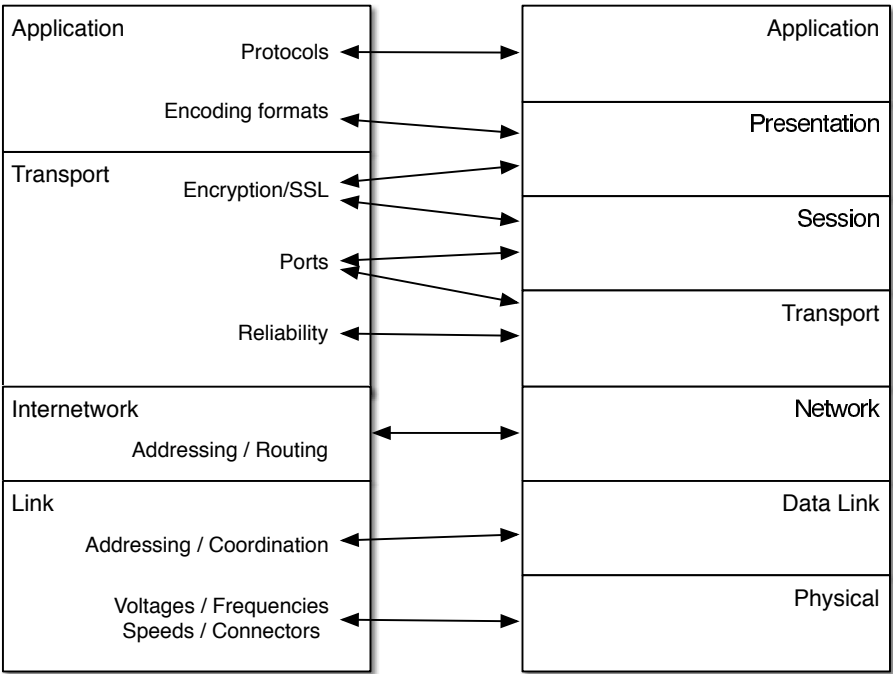 Application
Protocols
Encoding formats
Transport
Encryption/SSL
Ports
Reliability
Internetwork
Addressing / Routing
Link
Addressing / Coordination
Voltages / Frequencies
Speeds / Connectors
Application
Presentation
Session
Transport
Network
Data Link
Physical